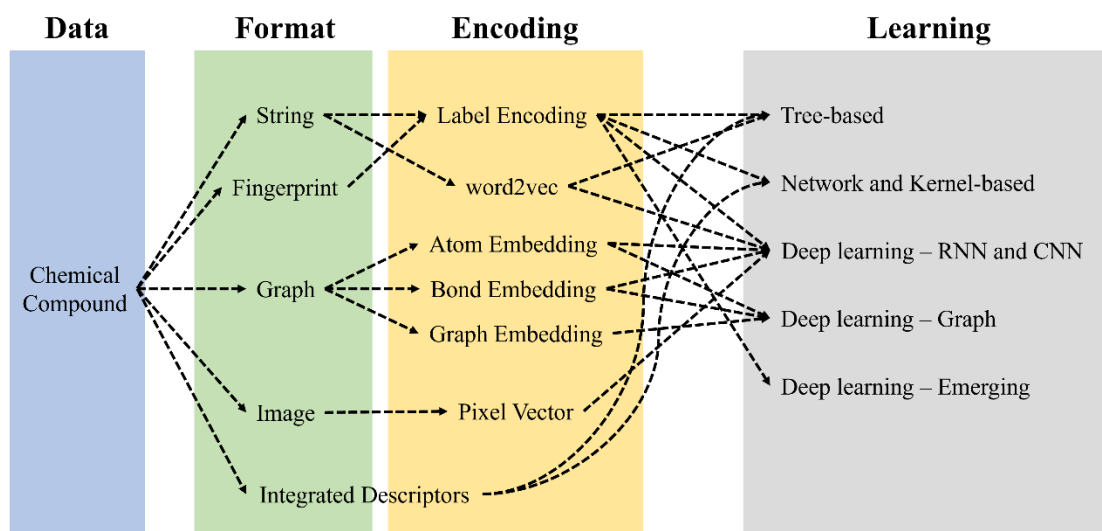 Data
Format
Encoding
Learning
Chemical
Compound
String
Fingerprint
Graph
Image
Integrated Descriptors
Label Encoding
word2vec
Atom Embedding
Bond Embedding
Graph Embedding
Pixel Vector
Tree-based
Network and Kernel-based
Deep learning – RNN and CNN
Deep learning – Graph
Deep learning – Emerging